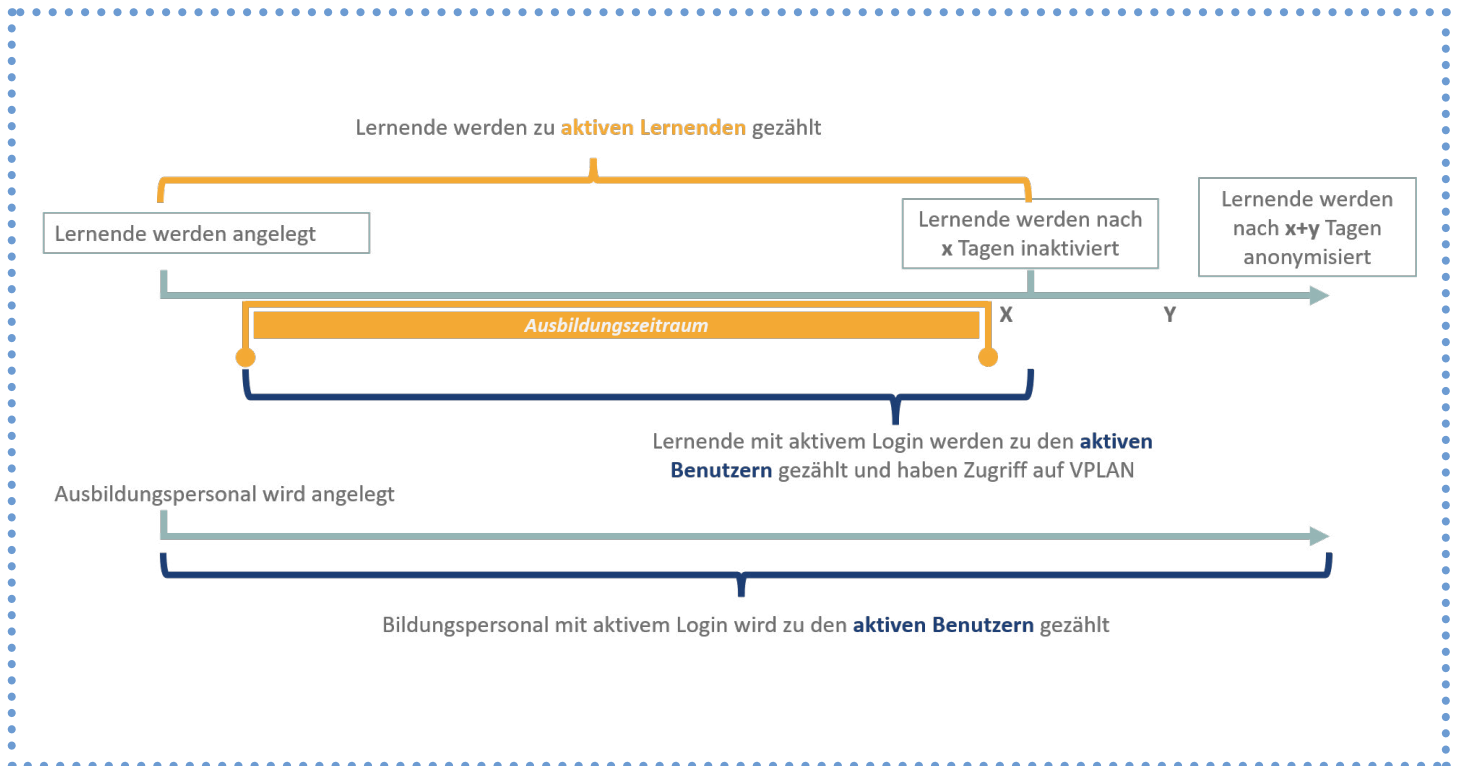 Lernende werden zu aktiven Lernenden gezählt
Lernende werden angelegt
Lernende werden nach
x Tagen inaktiviert
Lernende werden
nach x+y Tagen
anonymisiert
X
Y
Ausbildungszeitraum
Lernende mit aktivem Login werden zu den aktiven
Benutzern gezählt und haben Zugriff auf VPLAN
Ausbildungspersonal wird angelegt
Bildungspersonal mit aktivem Login wird zu den aktiven Benutzern gezählt